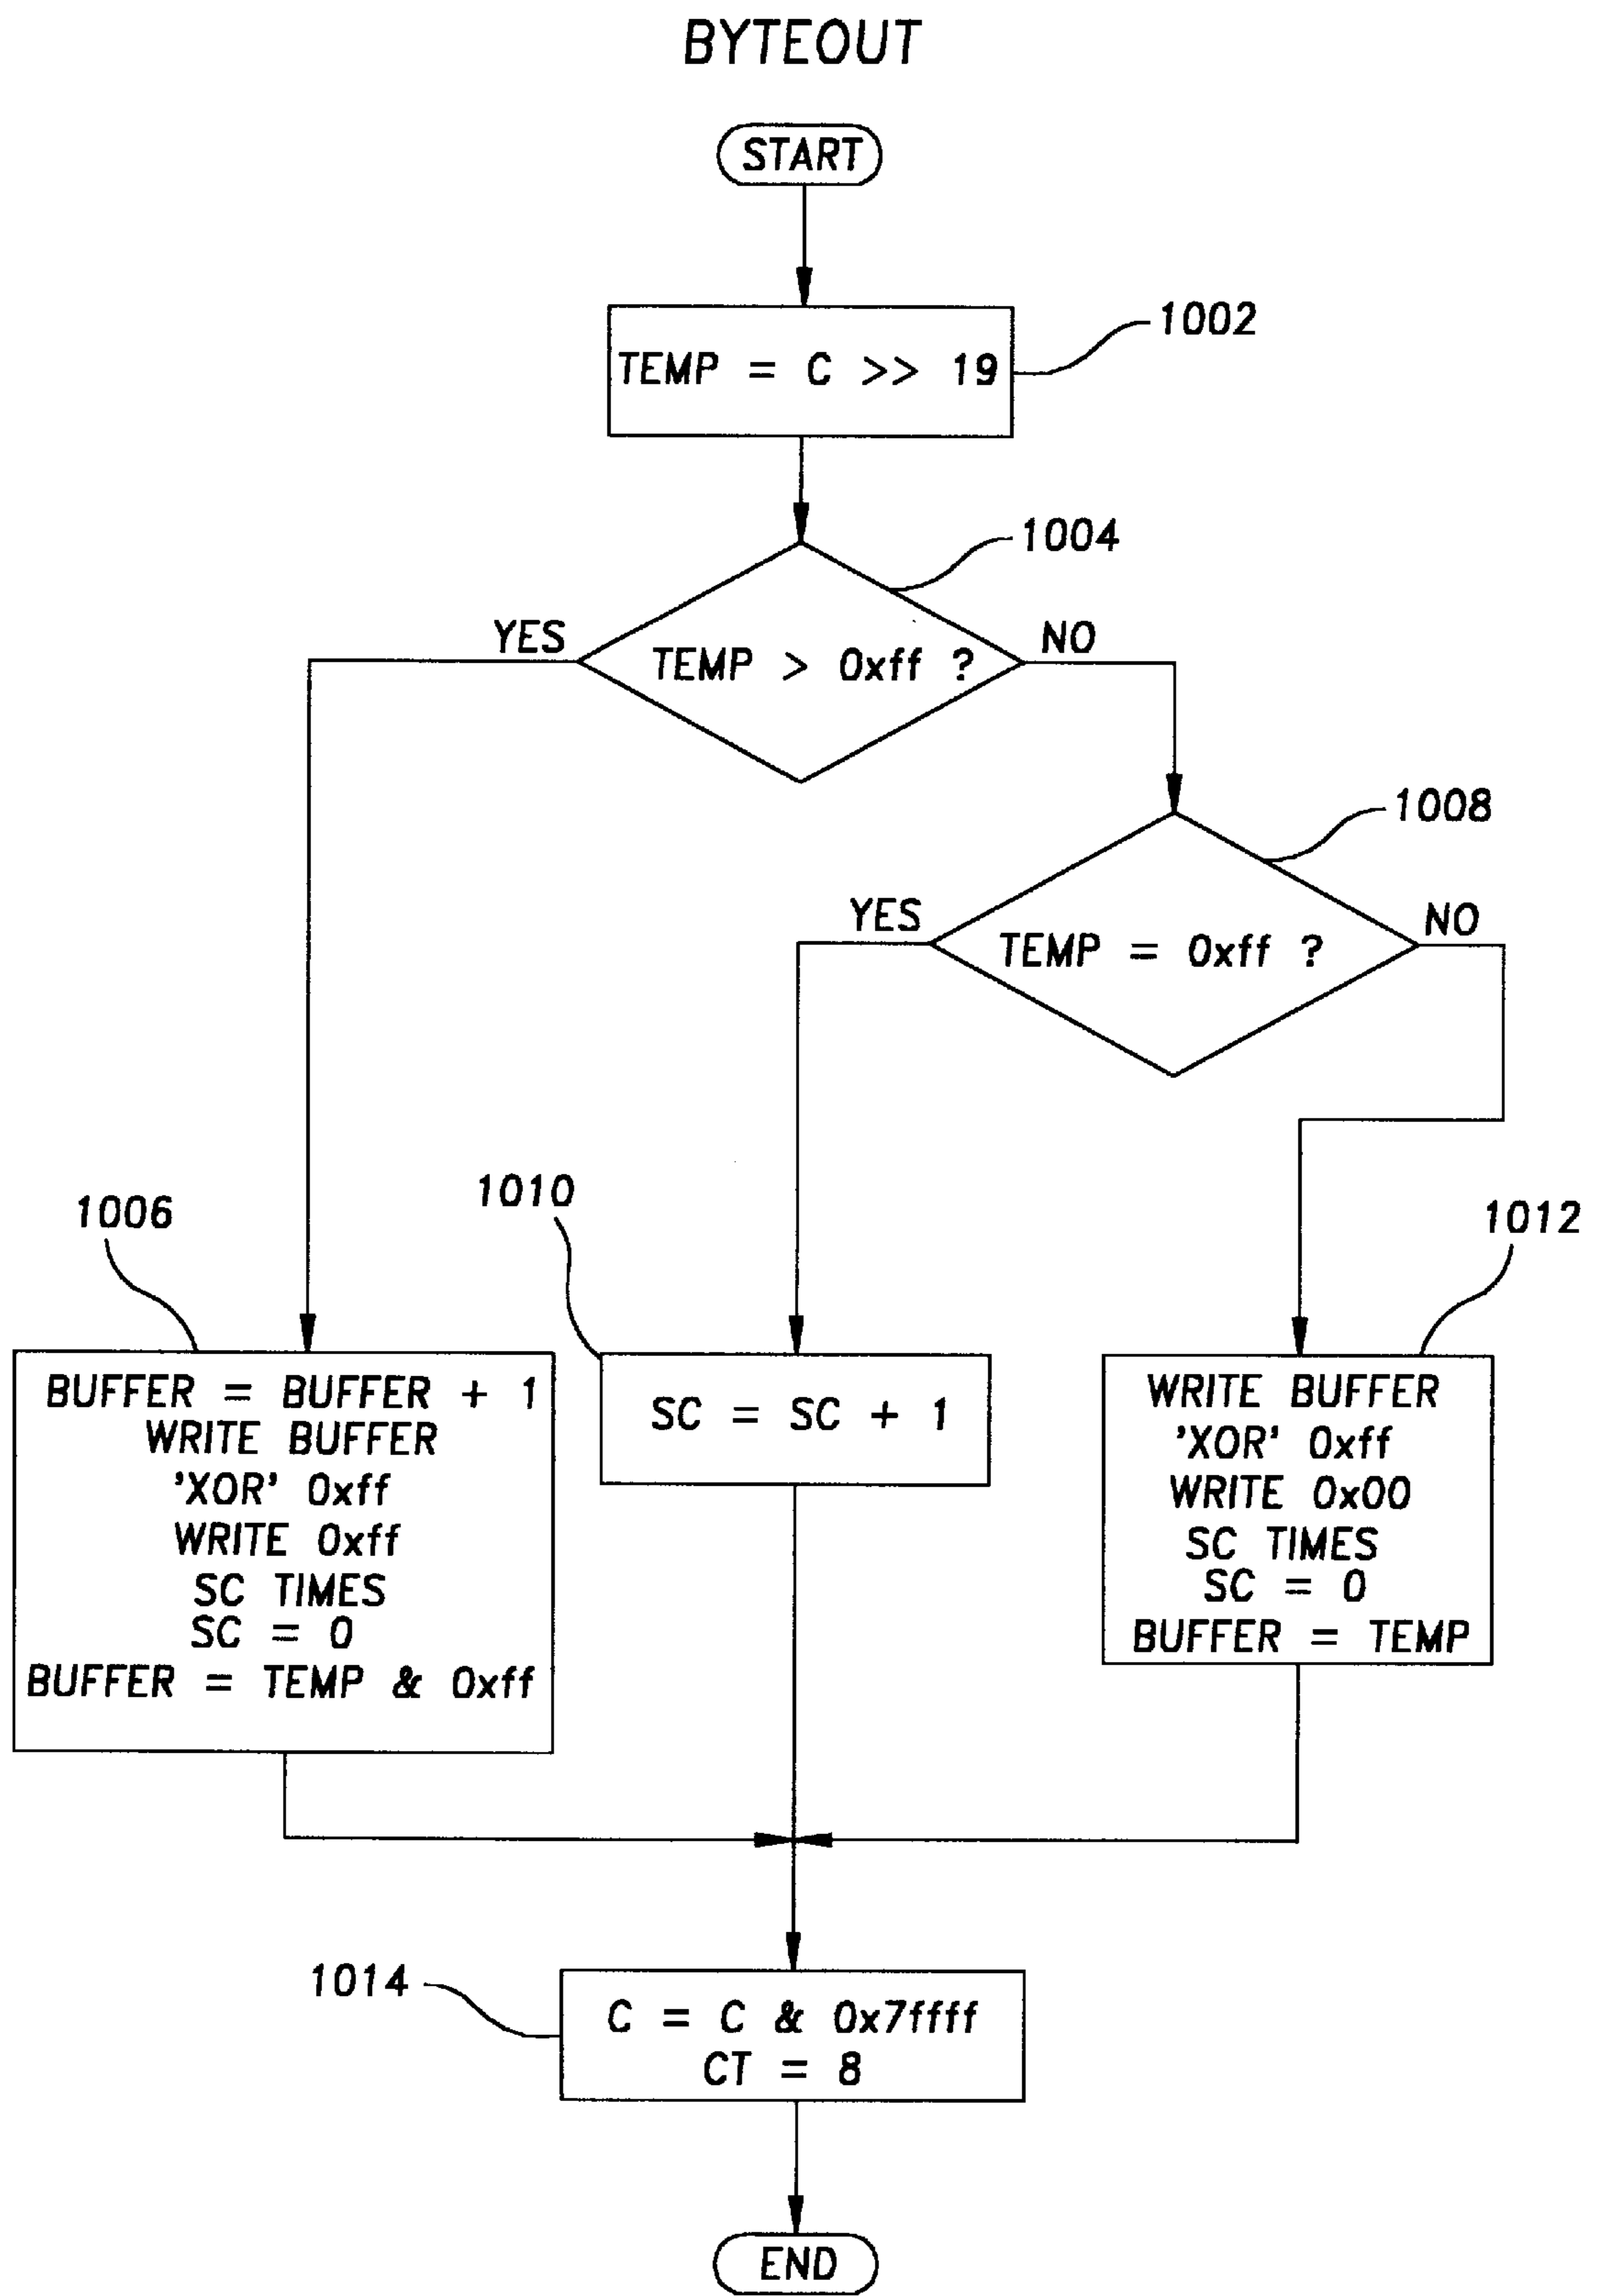 BYTEOUT
START
1002
TEMP = C >> 19
1004
YES
NO
TEMP > 0xff ?
1008
YES
NO
TEMP = 0xff ?
1006
1010
1012
BUFFER = BUFFER + 1
WRITE BUFFER
'XOR' 0xff
WRITE 0xff
SC TIMES
SC = 0
BUFFER = TEMP & 0xff
SC = SC + 1
WRITE BUFFER
'XOR' 0xff
WRITE 0x00
SC TIMES
SC = 0
BUFFER = TEMP
1014
C = C & 0x7ffff
CT = 8
END